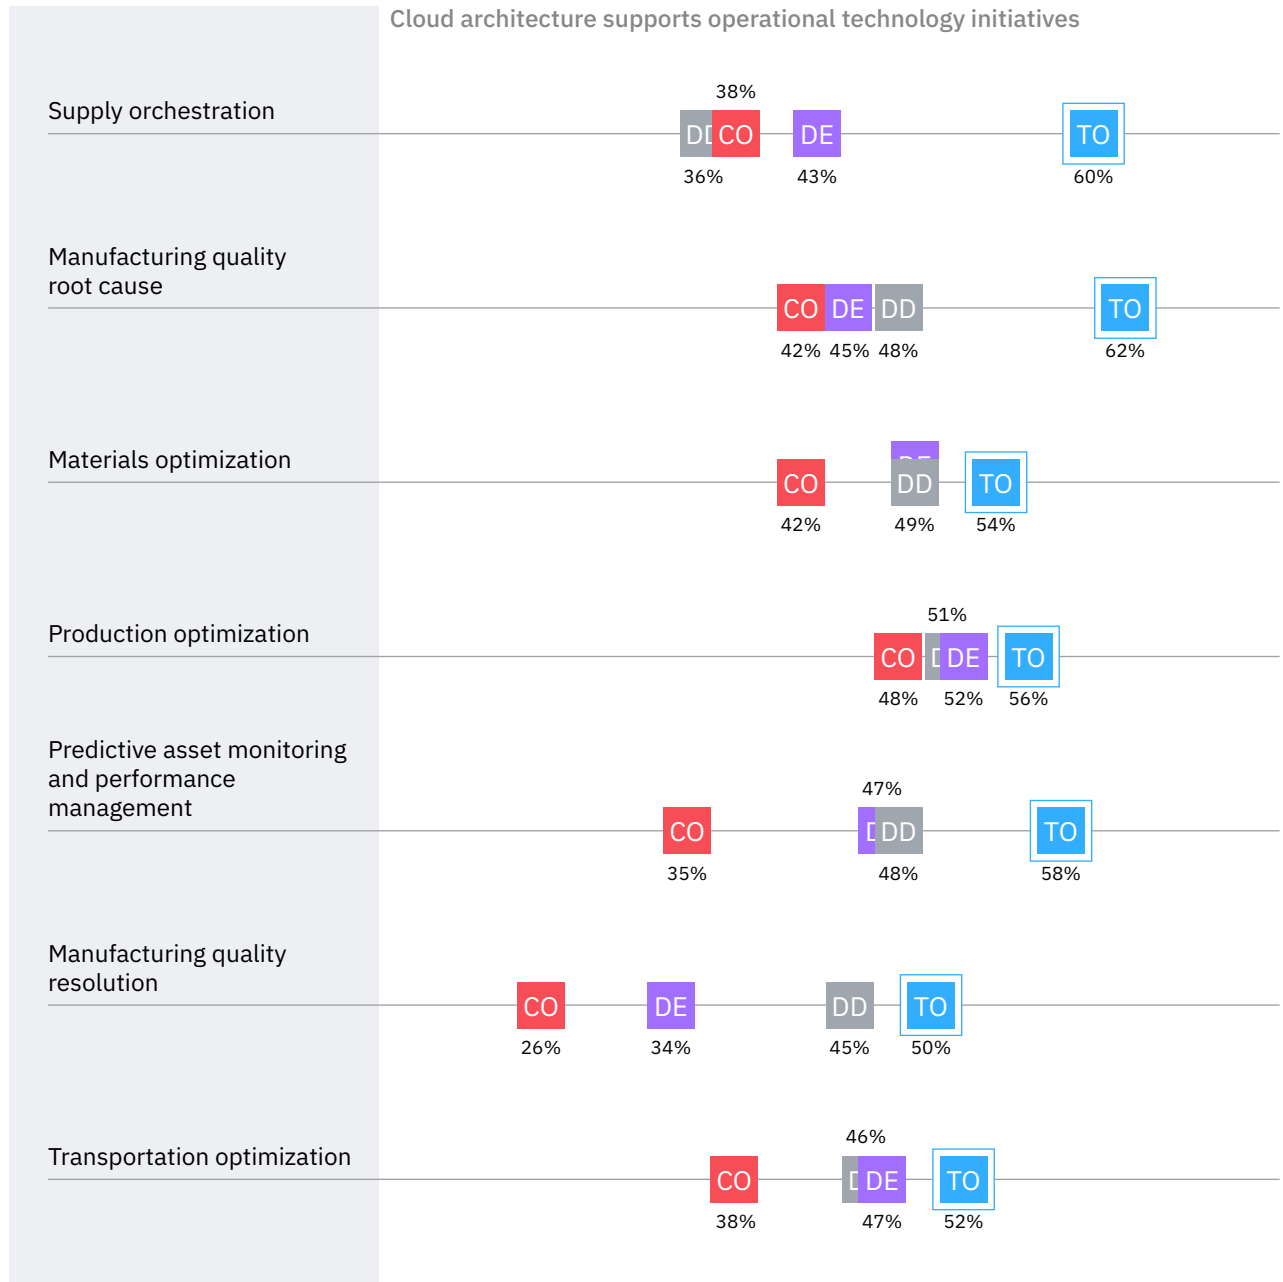 Cloud architecture supports operational technology initiatives
Supply orchestration
38%
CO
DE
TO
36%
43%
60%
Manufacturing quality
root cause
CO
DE
DD
TO
42%
45%
48%
62%
Materials optimization
DE
CO
DD
TO
42%
49%
54%
Production optimization
51%
CO
DE
TO
48%
52%
56%
Predictive asset monitoring
and performance
management
47%
CO
DD
TO
35%
48%
58%
Manufacturing quality
resolution
CO
DE
DD
TO
26%
34%
45%
50%
Transportation optimization
46%
CO
DE
TO
38%
47%
52%